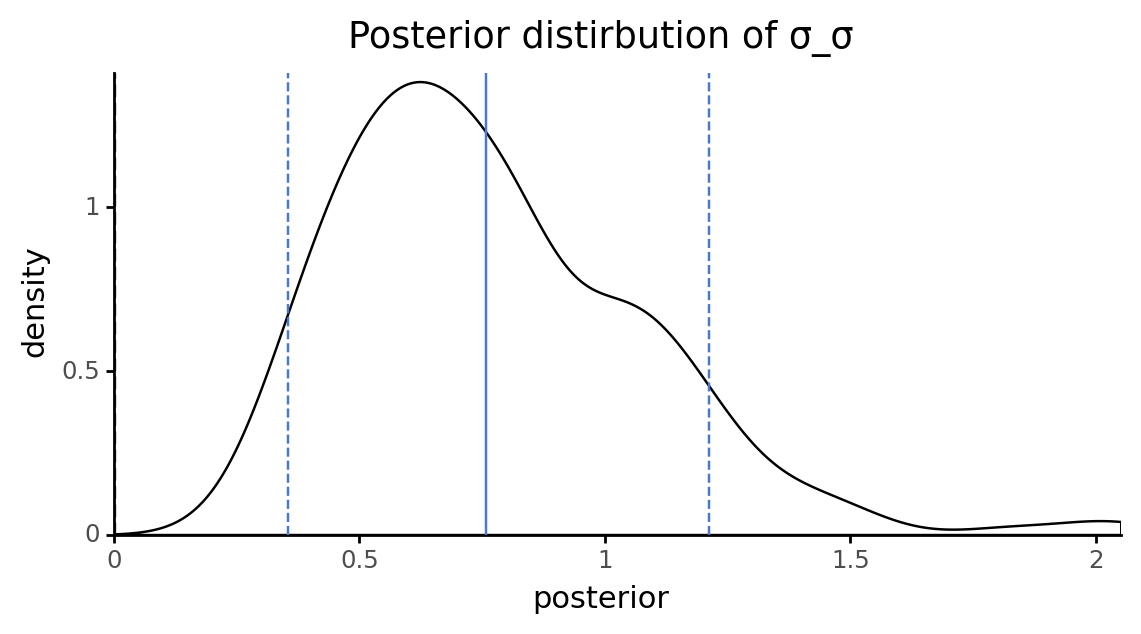 Posterior distirbution of σ_σ
density
1
0.5
0
0
0.5
1
1.5
2
posterior